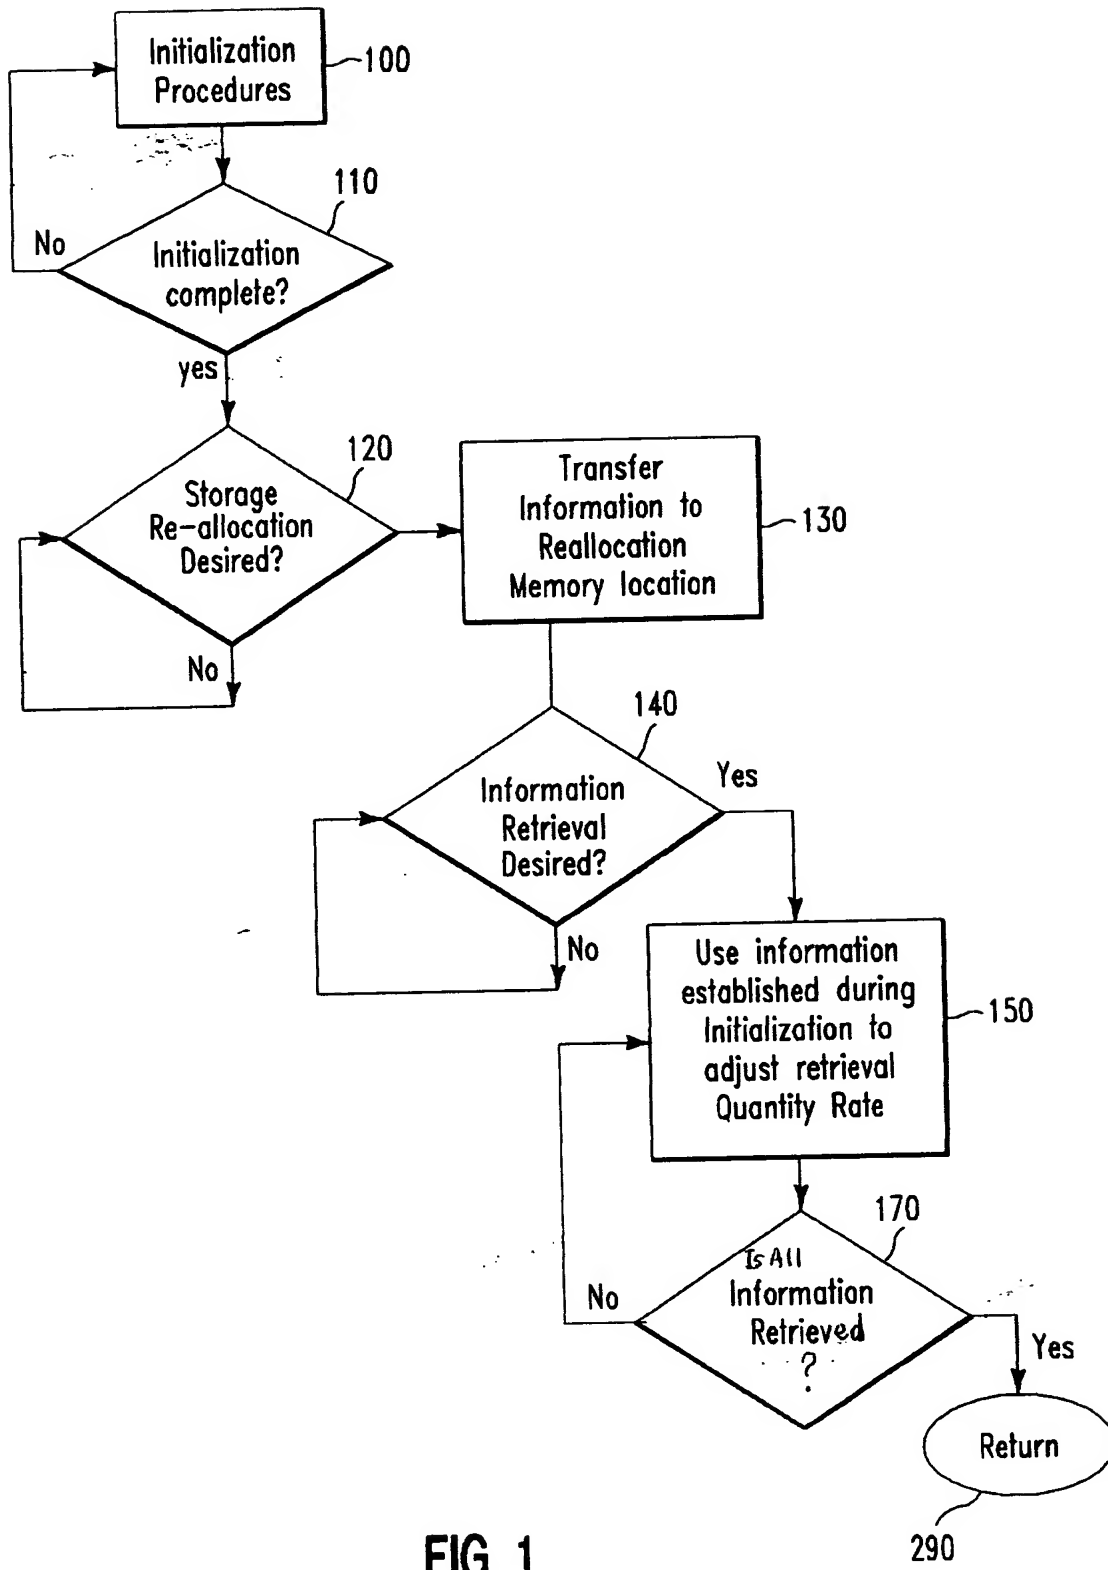 Initialization
Procedures
100
110
No
Initialization
complete?
yes
120
Storage
Re-allocation
Desired?
No
Transfer
Information to
Reallocation
Memory location
130
140
Yes
Information
Retrieval
Desired?
No
Use information
established during
Initialization to
adjust retrieval
Quantity Rate
150
170
Is All
Information
Retrieved
?
No
Yes
Return
290
FIG. 1